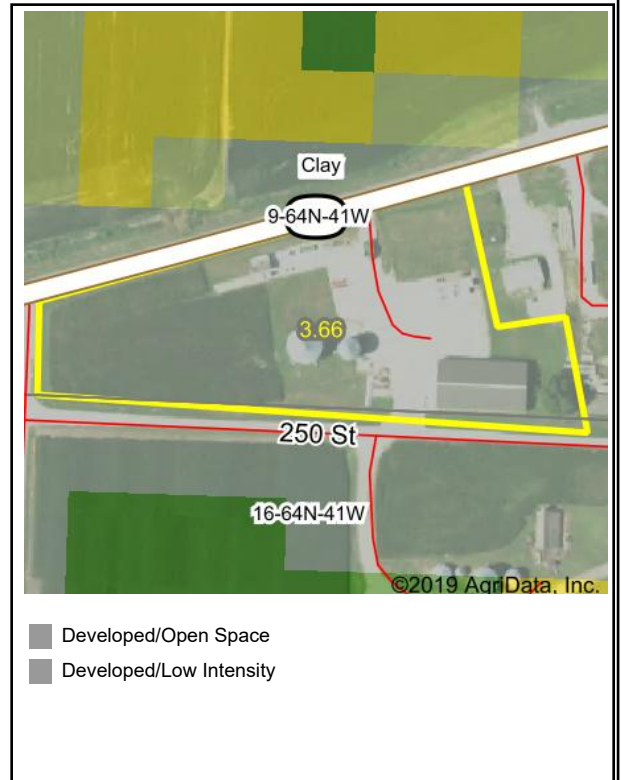 Clay
9-64N-41W
3.66
250 St
16-64N-41W
©2019 AgriData, Inc.
Developed/Open Space
Developed/Low Intensity